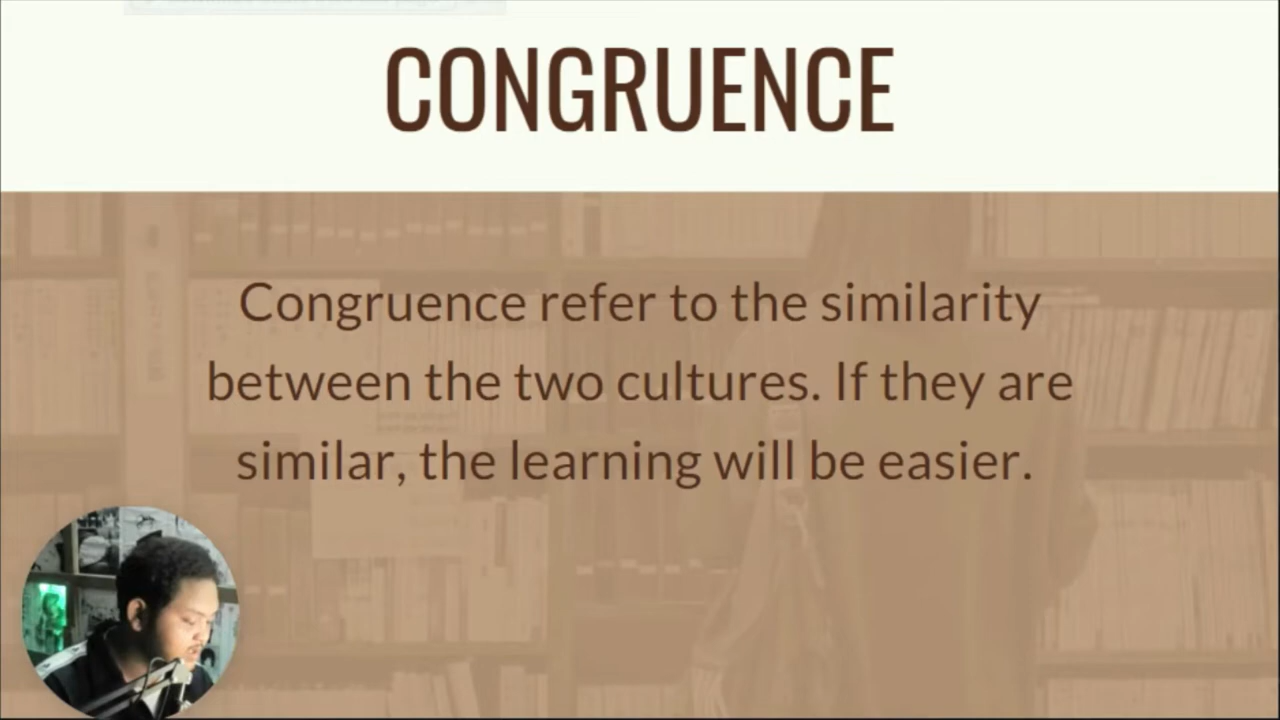 CONGRUENCE
Congruence refer to the similarity
between the two cultures. If they are
similar, the learning will be easier.